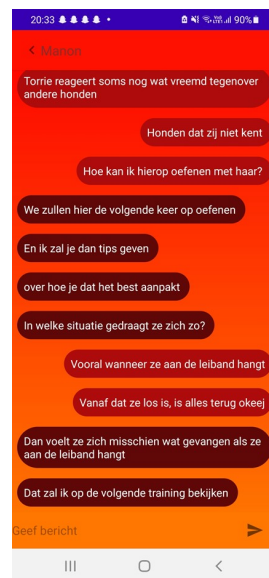 20:33
90%
Manon
Torrie reageert soms nog wat vreemd tegenover
andere honden
Honden dat zij niet kent
Hoe kan ik hierop oefenen met haar?
We zullen hier de volgende keer op oefenen
En ik zal je dan tips geven
over hoe je dat het best aanpakt
In welke situatie gedraagt ze zich zo?
Vooral wanneer ze aan de leiband hangt
Vanaf dat ze los is, is alles terug okeej
Dan voelt ze zich misschien wat gevangen als ze
aan de leiband hangt
Dat zal ik op de volgende training bekijken
Geef bericht